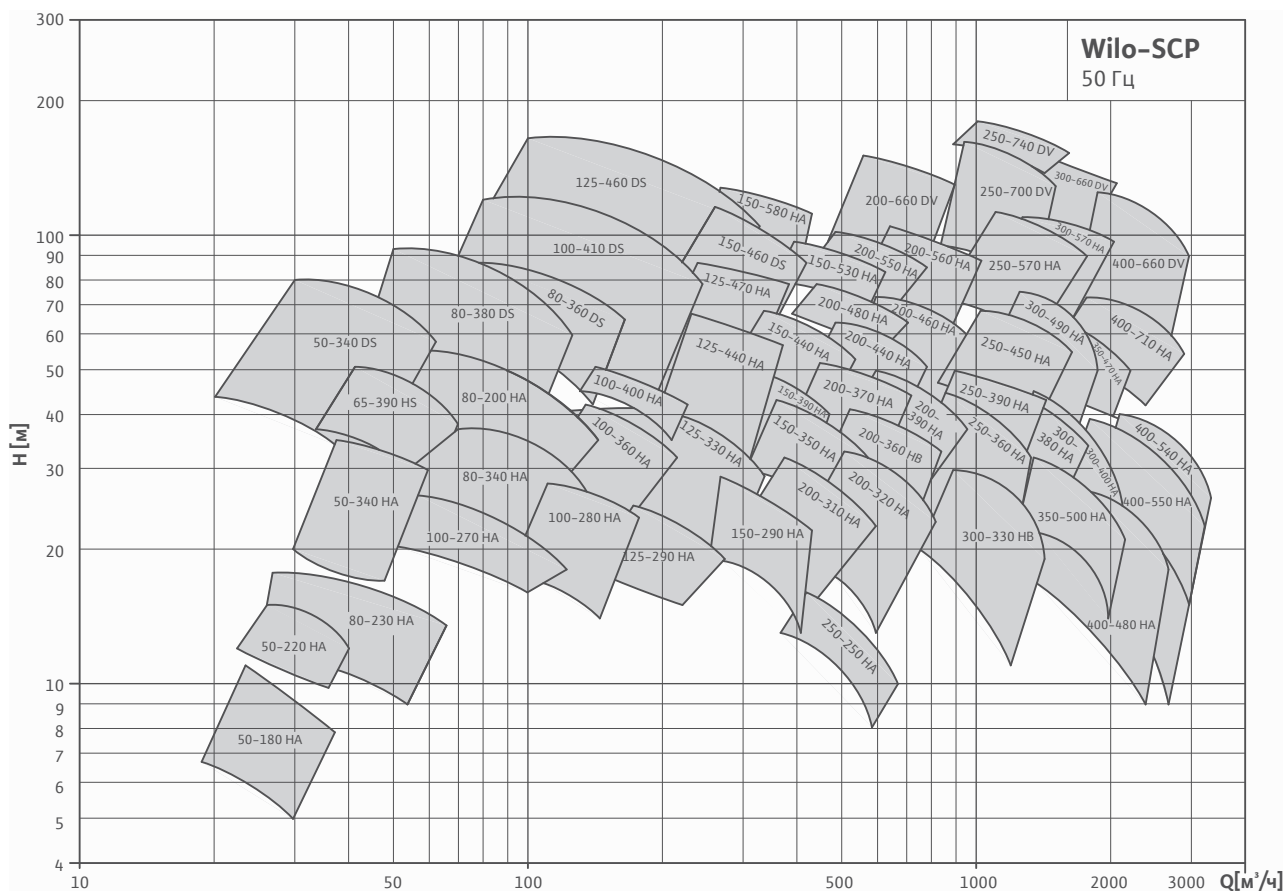 300
Wilo-SCP
50 Гц
200
250-740 DV
125-460 DS
300-660 DV
250-700 DV
150-580 HA
200-660 DV
100
300-570 HA
100-410 DS
150-460 DS
200-550 HA
200-560 HA
90
150-530 HA
250-570 HA
400-660 DV
80
125-470 HA
80-360 DS
70
80-380 DS
200-480 HA
200-460 HA
300-490 HA
400-710 HA
60
50-340 DS
150-440 HA
125-440 HA
200-440 HA
250-450 HA
350-470 HA
50
100-400 HA
65-390 HS
80-200 HA
150-390 HA
200-370 HA
250-390 HA
200-
390 HA
40
100-360 HA
125-330 HA
150-350 HA
200-360 HB
250-360 HA
300-
380 HA
300-400 HA
400-540 HA
H [м]
30
80-340 HA
50-340 HA
200-310 HA
200-320 HA
400-550 HA
100-280 HA
350-500 HA
100-270 HA
150-290 HA
300-330 HB
125-290 HA
20
80-230 HA
400-480 HA
50-220 HA
250-250 HA
10
9
8
50-180 HA
7
6
5
4
10
50
100
200
500
1000
2000
3000
Q[м³/ч]